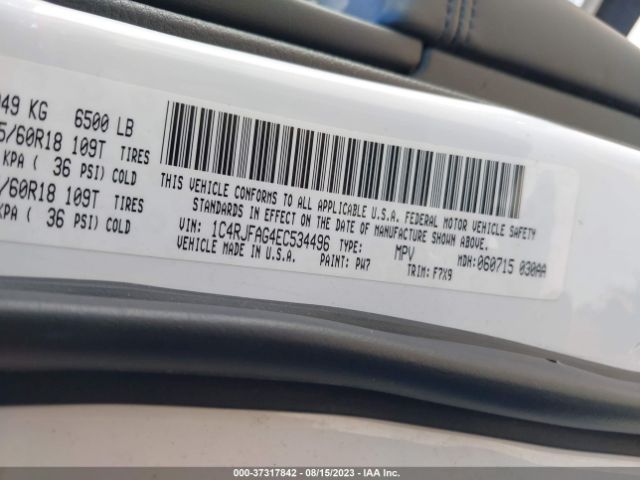 949 KG 6500 LB
5/60R18 109T TIRES
KPA ( 36 PSI) COLD
/60R18 109T TIRES
KPA ( 36 PSI) COLD
THIS VEHICLE CONFORMS TO ALL APPLICABLE U.S.A. FEDERAL MOTOR VEHICLE SAFETY
STANDARDS IN EFFECT ON THE DATE OF MANUFACTURE SHOWN ABOVE.
VIN: 1C4RJFAG4EC534496 TYPE: MPV MDH: 060715 030AA
VEHICLE MADE IN U.S.A. PAINT: PW7 TRIM: F7X9
000-37317842 - 08/15/2023 - IAA Inc.